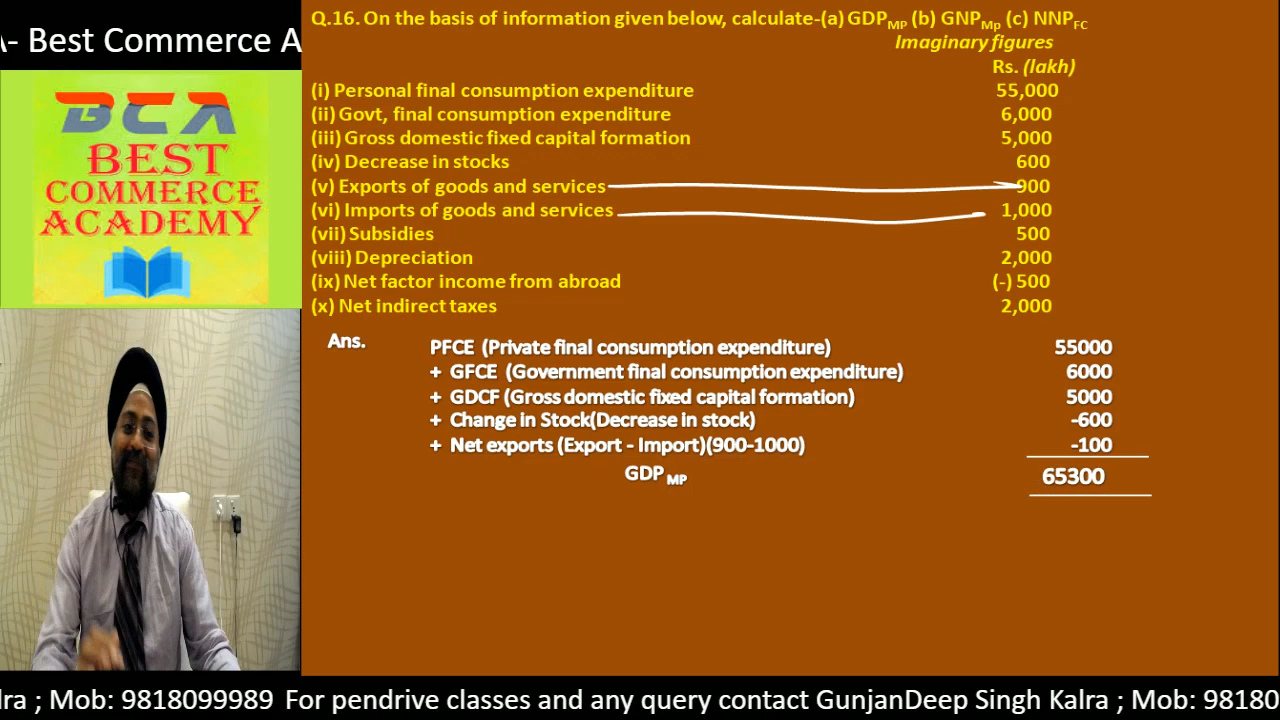 A- Best Commerce A
BCA
BEST
COMMERCE
ACADEMY
Q.16. On the basis of information given below, calculate-(a) GDPMP (b) GNPMp (c) NNPFC
Imaginary figures
Rs. (lakh)
(i) Personal final consumption expenditure 55,000
(ii) Govt, final consumption expenditure 6,000
(iii) Gross domestic fixed capital formation 5,000
(iv) Decrease in stocks 600
(v) Exports of goods and services 900
(vi) Imports of goods and services 1,000
(vii) Subsidies 500
(viii) Depreciation 2,000
(ix) Net factor income from abroad (-) 500
(x) Net indirect taxes 2,000
Ans. PFCE (Private final consumption expenditure) 55000
+ GFCE (Government final consumption expenditure) 6000
+ GDCF (Gross domestic fixed capital formation) 5000
+ Change in Stock(Decrease in stock) -600
+ Net exports (Export - Import)(900-1000) -100
GDP MP 65300
lra ; Mob: 9818099989 For pendrive classes and any query contact GunjanDeep Singh Kalra ; Mob: 98180